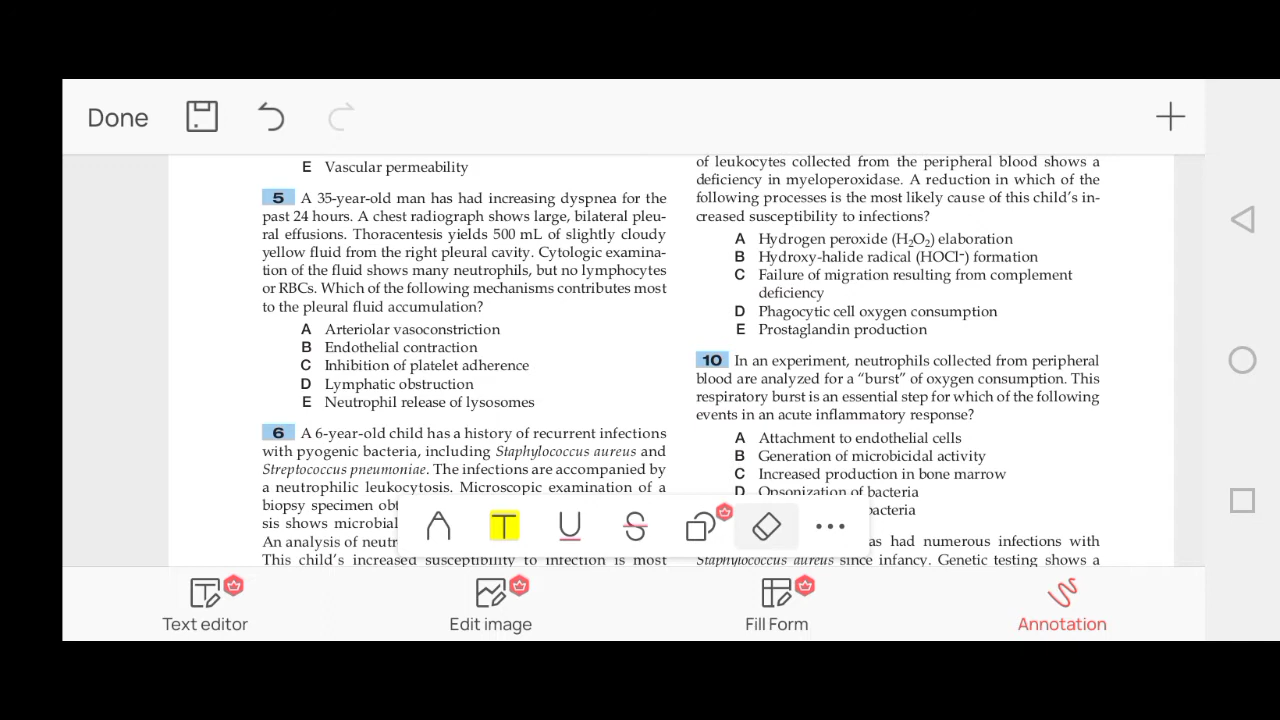 Done
E Vascular permeability
5 A 35-year-old man has had increasing dyspnea for the
past 24 hours. A chest radiograph shows large, bilateral pleu-
ral effusions. Thoracentesis yields 500 mL of slightly cloudy
yellow fluid from the right pleural cavity. Cytologic examina-
tion of the fluid shows many neutrophils, but no lymphocytes
or RBCs. Which of the following mechanisms contributes most
to the pleural fluid accumulation?
A Arteriolar vasoconstriction
B Endothelial contraction
C Inhibition of platelet adherence
D Lymphatic obstruction
E Neutrophil release of lysosomes
6 A 6-year-old child has a history of recurrent infections
with pyogenic bacteria, including Staphylococcus aureus and
Streptococcus pneumoniae. The infections are accompanied by
a neutrophilic leukocytosis. Microscopic examination of a
biopsy specimen
sis shows microbial
An analysis of
This child's increased susceptibility to infection is most
of leukocytes collected from the peripheral blood shows a
deficiency in myeloperoxidase. A reduction in which of the
following processes is the most likely cause of this child's in-
creased susceptibility to infections?
A Hydrogen peroxide (H₂O₂) elaboration
B Hydroxy-halide radical (HOCl⁻) formation
C Failure of migration resulting from complement
deficiency
D Phagocytic cell oxygen consumption
E Prostaglandin production
10 In an experiment, neutrophils collected from peripheral
blood are analyzed for a "burst" of oxygen consumption. This
respiratory burst is an essential step for which of the following
events in an acute inflammatory response?
A Attachment to endothelial cells
B Generation of microbicidal activity
C Increased production in bone marrow
D Opsonization of bacteria
bacteria
as had numerous infections with
Staphylococcus aureus since infancy. Genetic testing shows a
T U S
Text editor
Edit image
Fill Form
Annotation